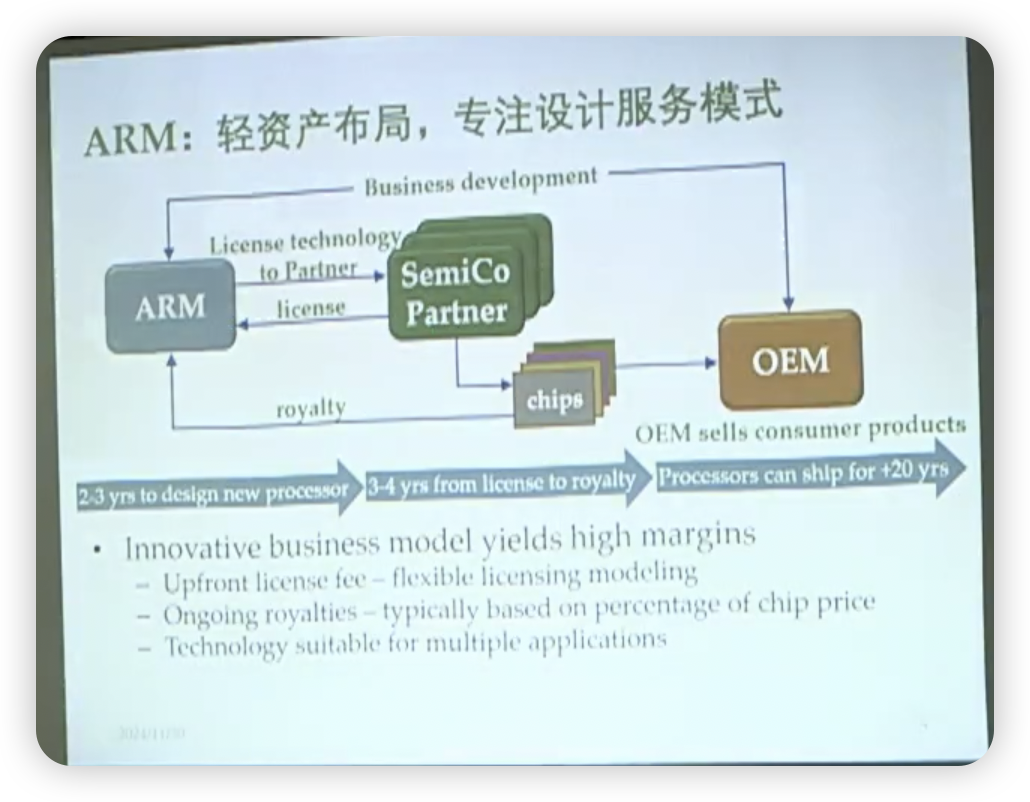 ARM：轻资产布局，专注设计服务模式
Business development
License technology
to Partner
ARM
license
SemiCo
Partner
chips
OEM
royalty
OEM sells consumer products
2-3 yrs to design new processor
3-4 yrs from license to royalty
Processors can ship for +20 yrs
• Innovative business model yields high margins
– Upfront license fee – flexible licensing modeling
– Ongoing royalties – typically based on percentage of chip price
– Technology suitable for multiple applications